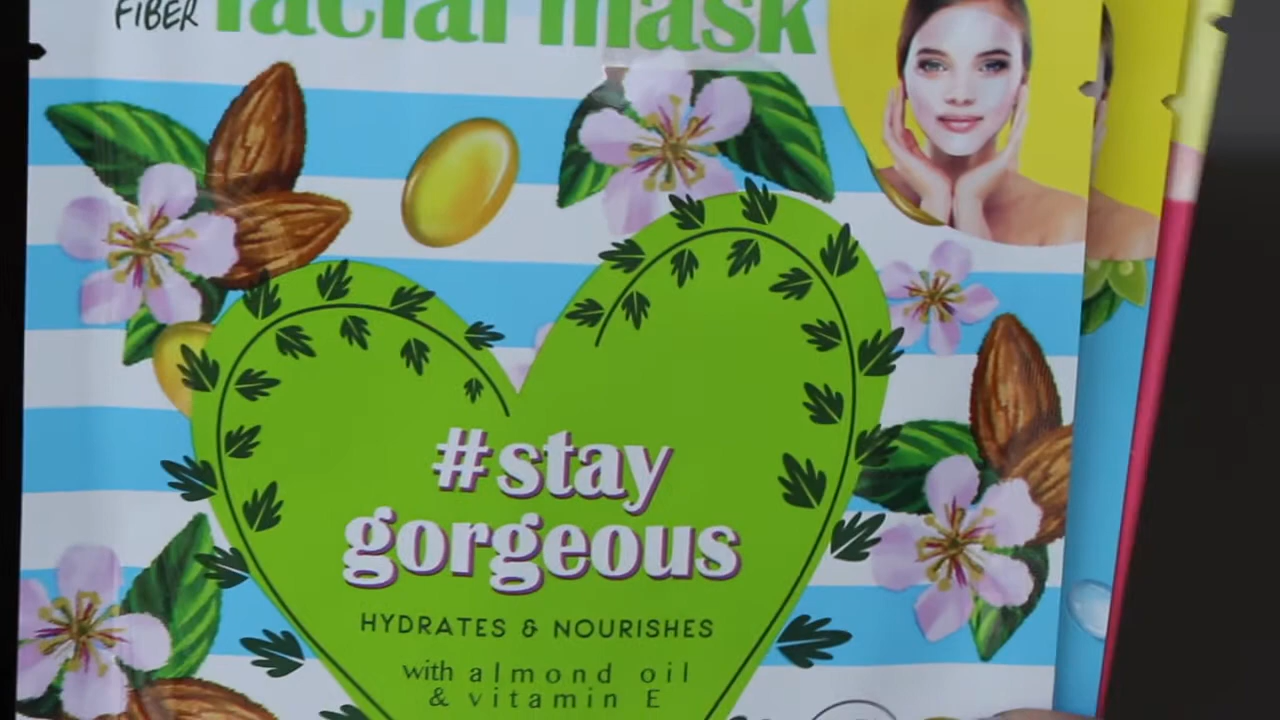 FIBER facial mask
#stay
gorgeous
HYDRATES & NOURISHES
with almond oil
& vitamin E